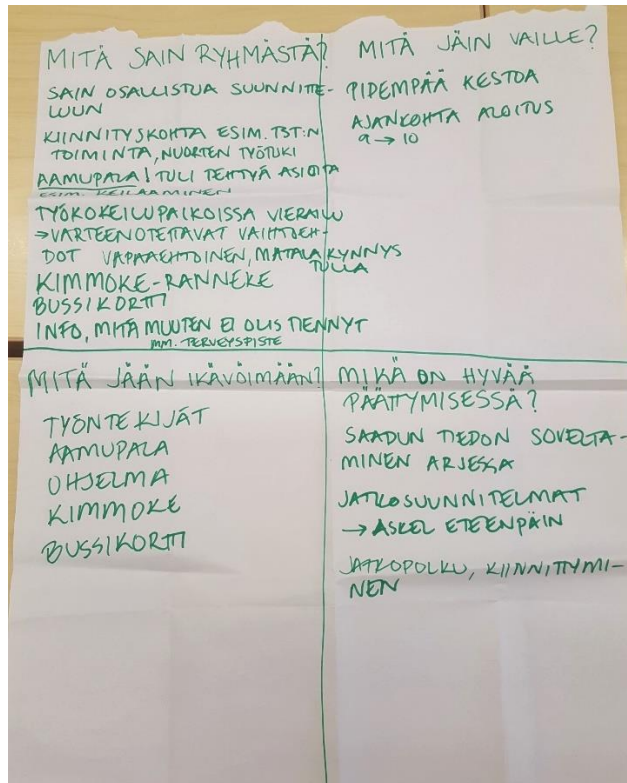 MITÄ SAIN RYHMÄSTÄ?
SAIN OSALLISTUA SUUNNITTE-
LUUN
KIINNITYSKOHTA ESIM. TST:N
TOIMINTA, NUORTEN TYÖTUKI
AAMUPALA! TULI TEHTYÄ ASIOITA
ESIM. KEILAAMINEN
TYÖKOKEILUPAIKOISSA VIERAILU
→ VARTEENOTETTAVAT VAIHTOEH-
DOT VAPAAEHTOINEN, MATALA KYNNYS
TULLA
KIMMOKE-RANNEKE
BUSSIKORTTI
INFO, MITÄ MUUTEN EI OLIS TIENNYT
MM. TERVEYSPISTE
MITÄ JÄIN VAILLE?
PIDEMPÄÄ KESTOA
AJANKOHTA ALOITUS
9 → 10
MITÄ JÄÄN IKÄVÖIMÄÄN?
TYÖNTEKIJÄT
AAMUPALA
OHJELMA
KIMMOKE
BUSSIKORTTI
MIKÄ ON HYVÄÄ
PÄÄTTYMISESSÄ?
SAADUN TIEDON SOVELTA-
MINEN ARJESSA
JATKOSUUNNITELMAT
→ ASKEL ETEENPÄIN
JATKOPOLKU, KIINNITTYMI-
NEN